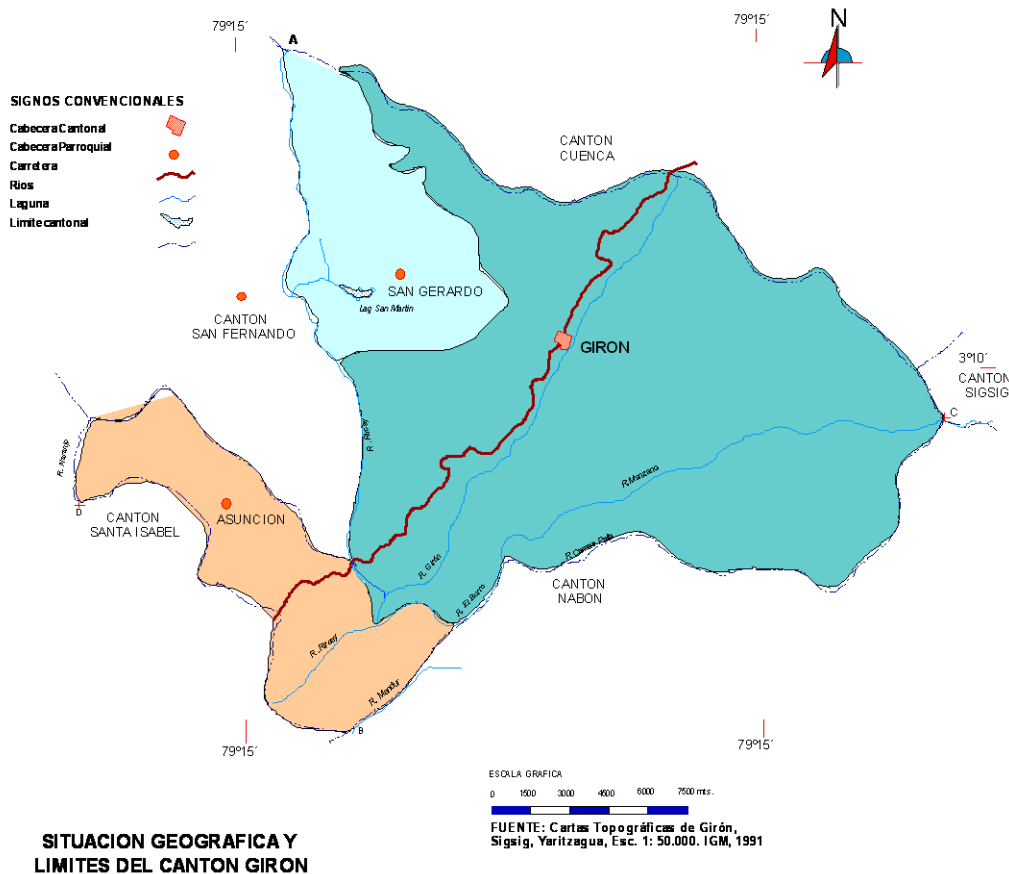 79º15´
79º15´
A
N
SIGNOS CONVENCIONALES
Cabecera Cantonal
Cabecera Parroquial
Carretera
Rios
Laguna
Limite cantonal
CANTON
CUENCA
SAN GERARDO
Lag San Martin
CANTON
SAN FERNANDO
GIRON
3º10´
CANTON
SIGSIG
C
R. Naranjo
R. Rircay
R.Manzano
D
CANTON
SANTA ISABEL
ASUNCION
R. Girón
R. El Burro
CANTON
NABON
R. Rircay
R. Mandur
B
79º15´
79º15´
ESCALA GRAFICA
0 1500 3000 4500 6000 7500 mts.
FUENTE: Cartas Topográficas de Girón,
Sigsig, Yaritzagua, Esc. 1: 50.000. IGM, 1991
SITUACION GEOGRAFICA Y
LIMITES DEL CANTON GIRON